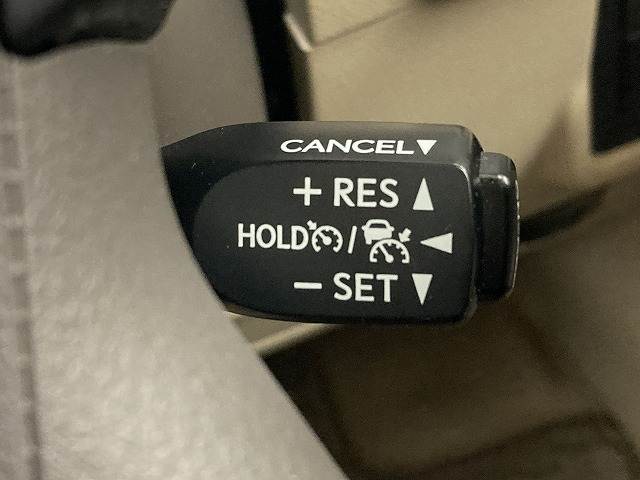 CANCEL▼
+ RES ▲
HOLD / ◀
− SET ▼